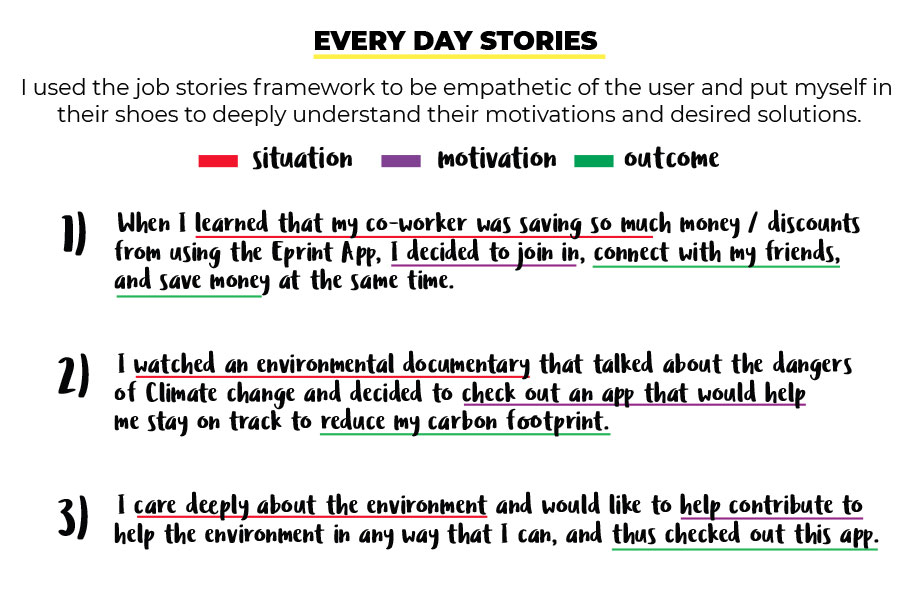 EVERY DAY STORIES
I used the job stories framework to be empathetic of the user and put myself in
their shoes to deeply understand their motivations and desired solutions.
situation motivation outcome
1) When I learned that my co-worker was saving so much money / discounts
from using the Eprint App, I decided to join in, connect with my friends,
and save money at the same time.
2) I watched an environmental documentary that talked about the dangers
of Climate change and decided to check out an app that would help
me stay on track to reduce my carbon footprint.
3) I care deeply about the environment and would like to help contribute to
help the environment in any way that I can, and thus checked out this app.